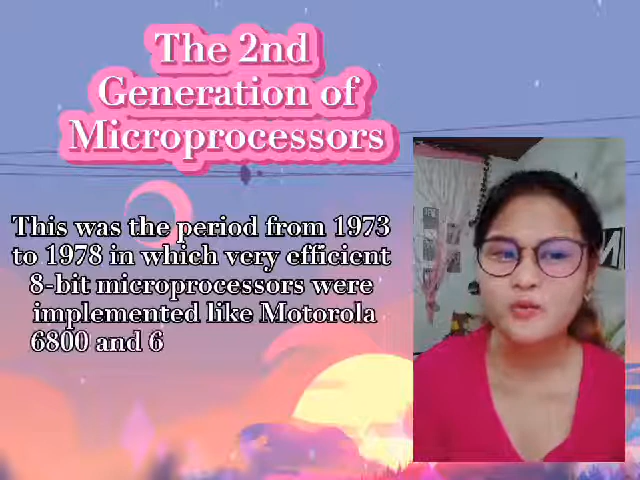 The 2nd
Generation of
Microprocessors
This was the period from 1973
to 1978 in which very efficient
8-bit microprocessors were
implemented like Motorola
6800 and 6